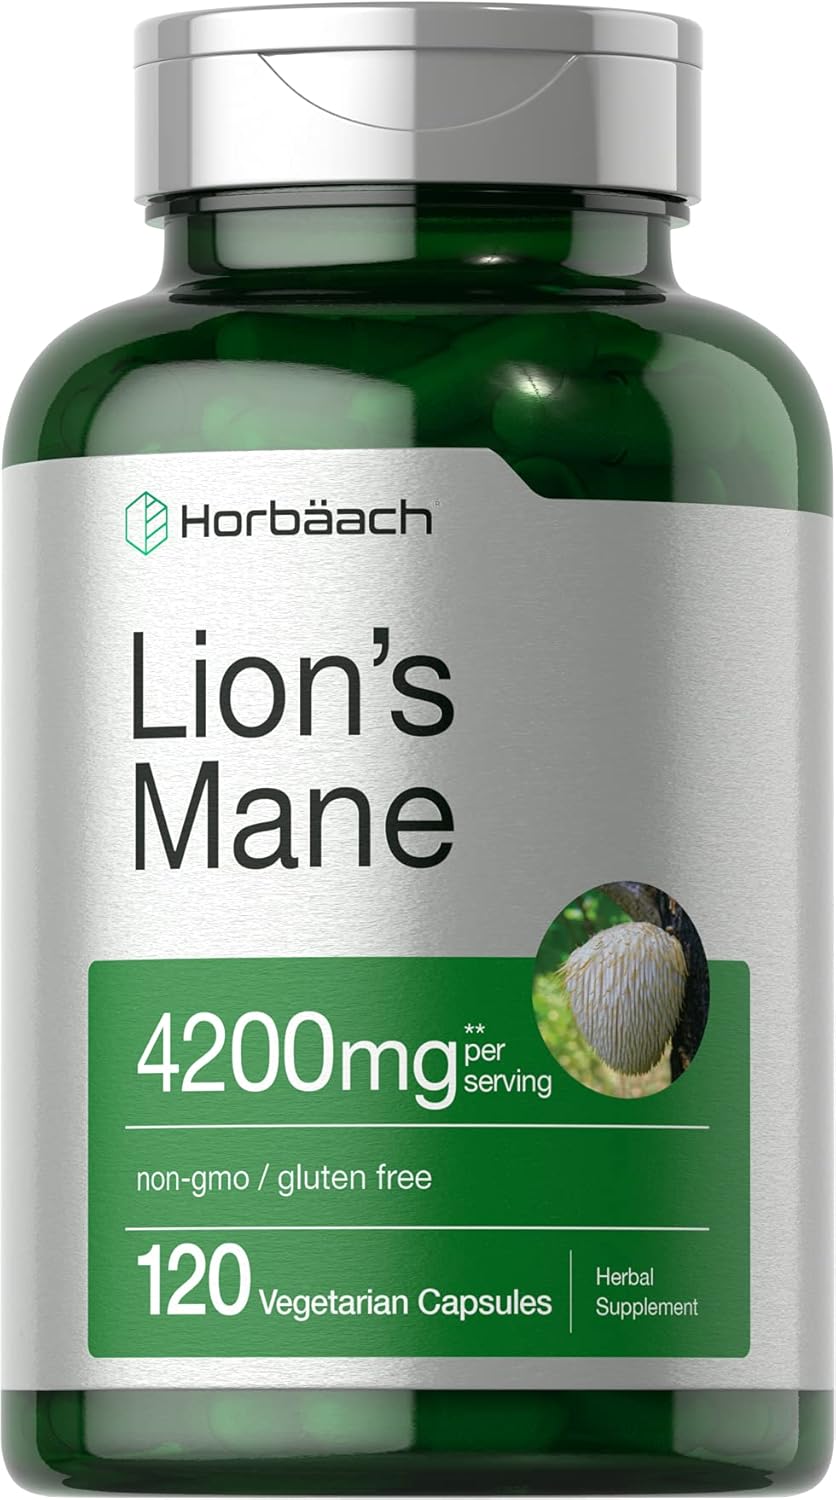 Horbäach
Lion's
Mane
4200mg** per serving
non-gmo / gluten free
120 Vegetarian Capsules
Herbal
Supplement